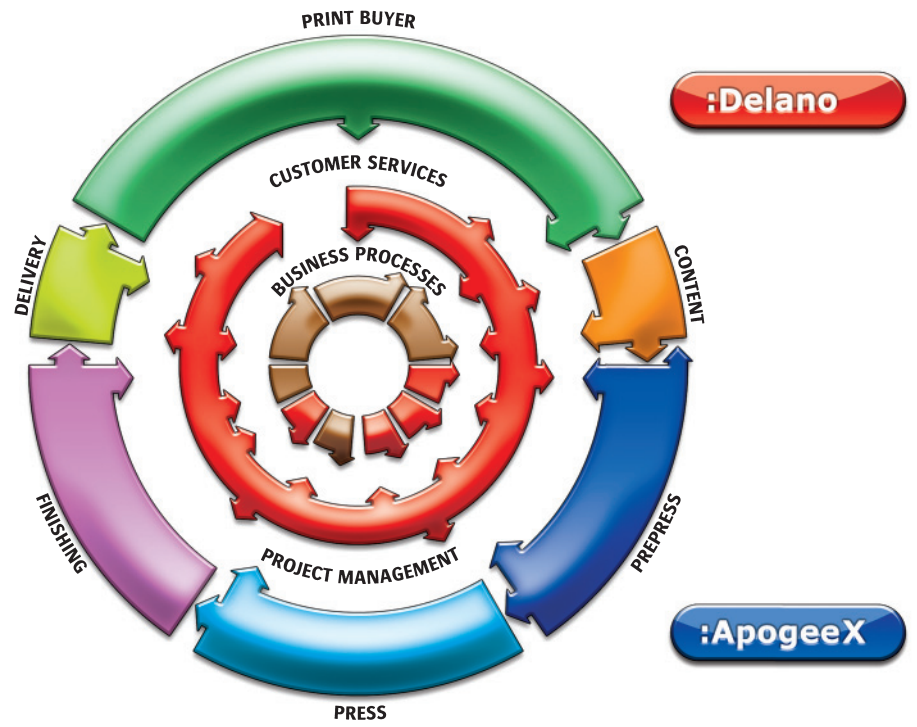 PRINT BUYER
:Delano
CUSTOMER SERVICES
DELIVERY
BUSINESS PROCESSES
CONTENT
FINISHING
PREPRESS
PROJECT MANAGEMENT
:ApogeeX
PRESS